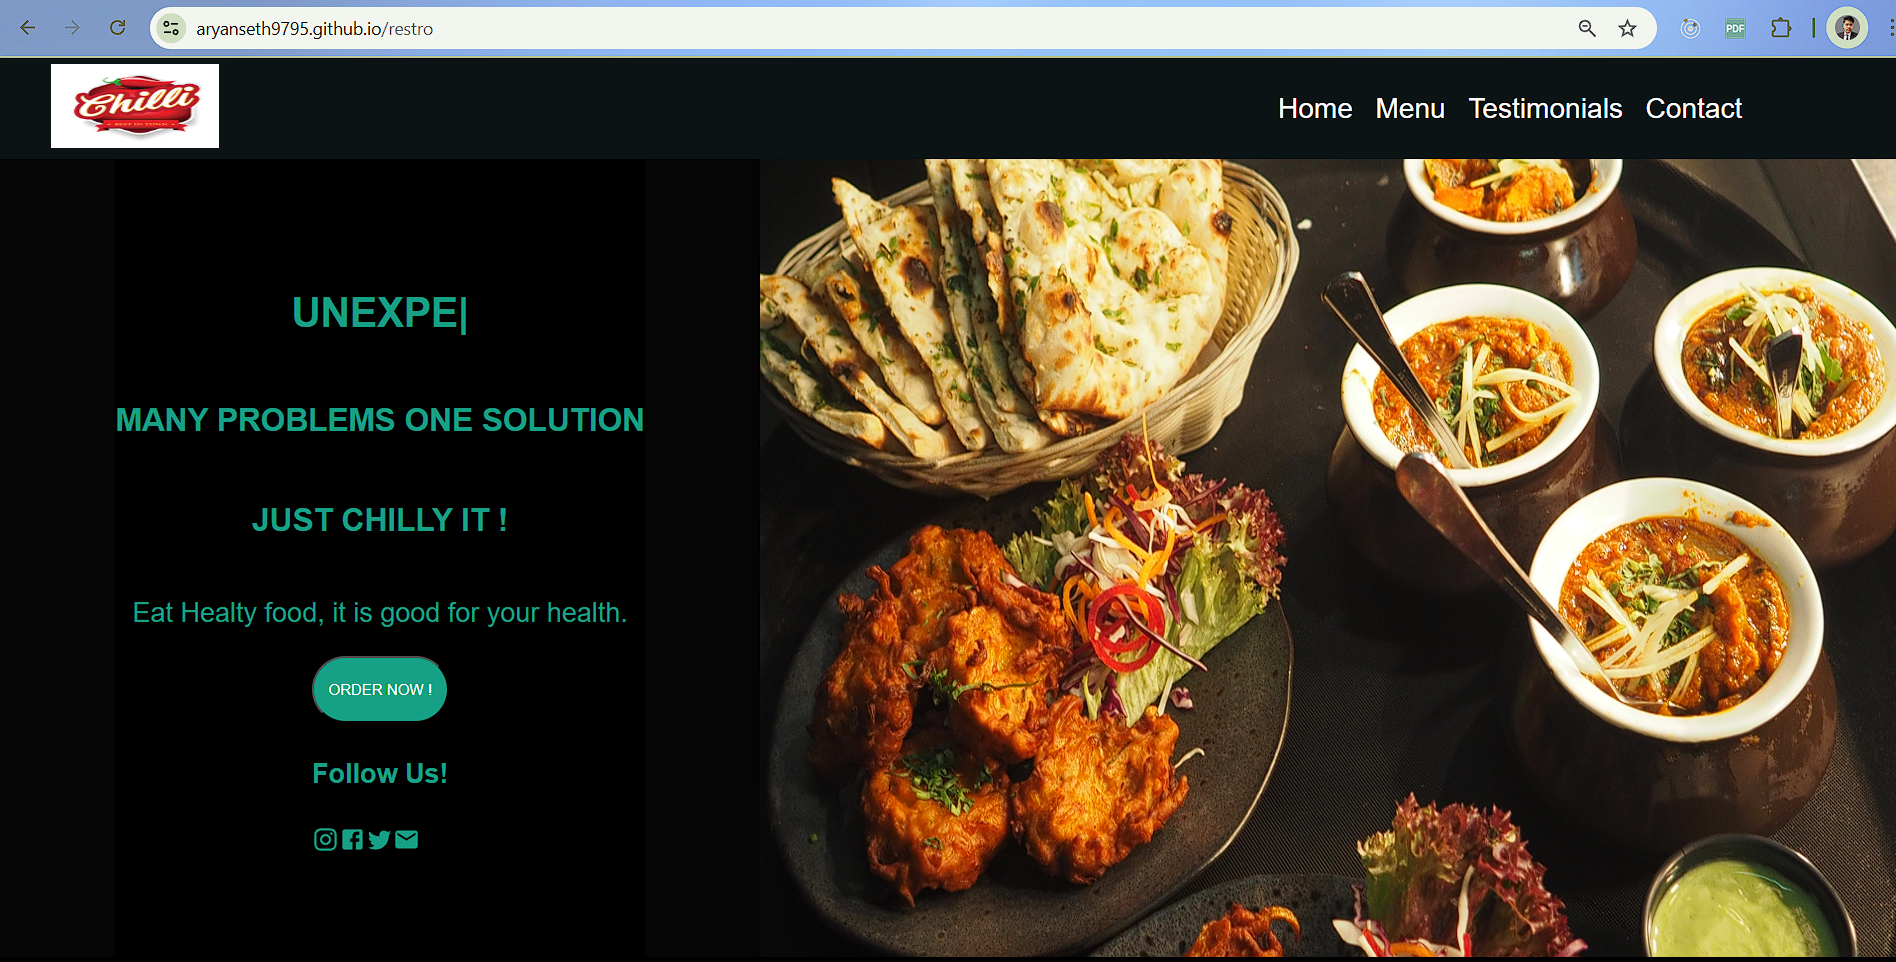 aryanseth9795.github.io/restro
PDF
Chilli
BEST IN TOWN
Home Menu Testimonials Contact
UNEXPE|
MANY PROBLEMS ONE SOLUTION
JUST CHILLY IT !
Eat Healty food, it is good for your health.
ORDER NOW !
Follow Us!